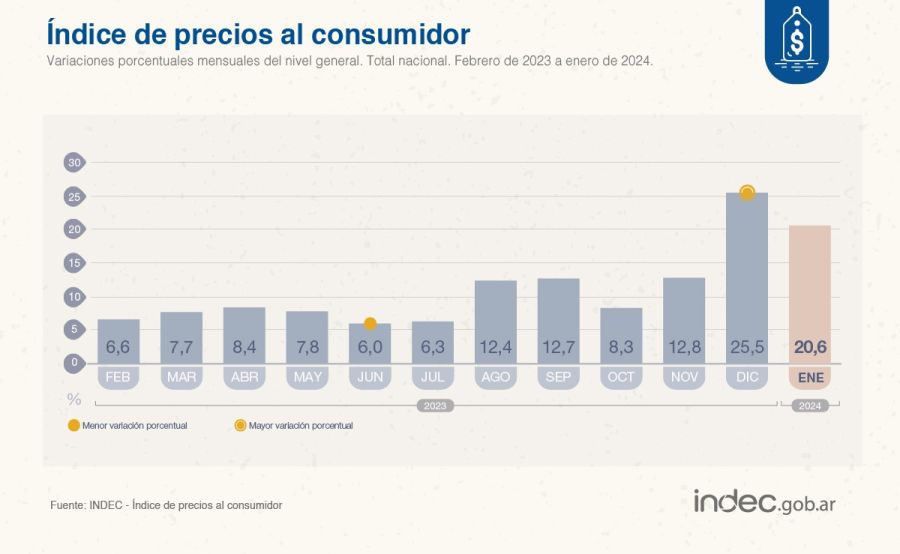 Índice de precios al consumidor
Variaciones porcentuales mensuales del nivel general. Total nacional. Febrero de 2023 a enero de 2024.
$
30
25
20
15
10
5
0
6,6 7,7 8,4 7,8 6,0 6,3 12,4 12,7 8,3 12,8 25,5 20,6
FEB MAR ABR MAY JUN JUL AGO SEP OCT NOV DIC ENE
%
2023 2024
Menor variación porcentual Mayor variación porcentual
Fuente: INDEC - Índice de precios al consumidor
indec.gob.ar